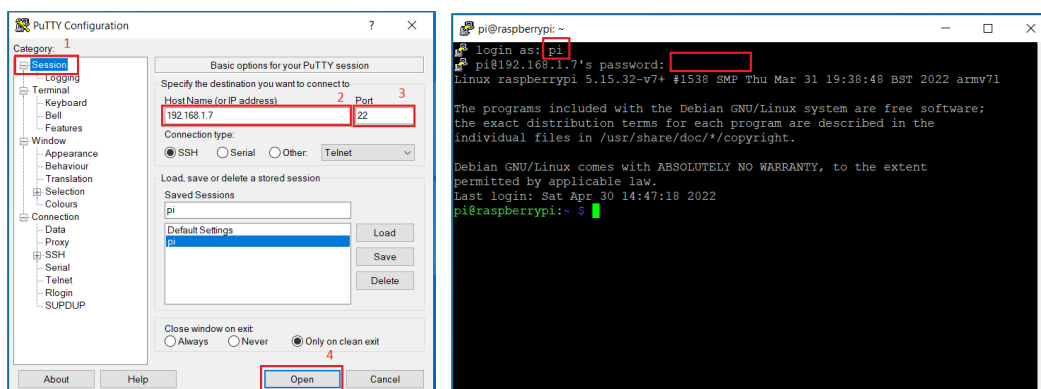 PuTTY Configuration ? ×
Category: 1
Session
Logging
Terminal
Keyboard
Bell
Features
Window
Appearance
Behaviour
Translation
Selection
Colours
Connection
Data
Proxy
SSH
Serial
Telnet
Rlogin
SUPDUP
Basic options for your PuTTY session
Specify the destination you want to connect to
Host Name (or IP address) 2 Port 3
192.168.1.7 22
Connection type:
SSH Serial Other: Telnet
Load, save or delete a stored session
Saved Sessions
pi
Default Settings
pi
Load
Save
Delete
Close window on exit:
Always Never Only on clean exit
4
About Help Open Cancel
pi@raspberrypi: ~
login as: pi
pi@192.168.1.7's password:
Linux raspberrypi 5.15.32-v7+ #1538 SMP Thu Mar 31 19:38:48 BST 2022 armv7l
The programs included with the Debian GNU/Linux system are free software;
the exact distribution terms for each program are described in the
individual files in /usr/share/doc/*/copyright.
Debian GNU/Linux comes with ABSOLUTELY NO WARRANTY, to the extent
permitted by applicable law.
Last login: Sat Apr 30 14:47:18 2022
pi@raspberrypi:~ $